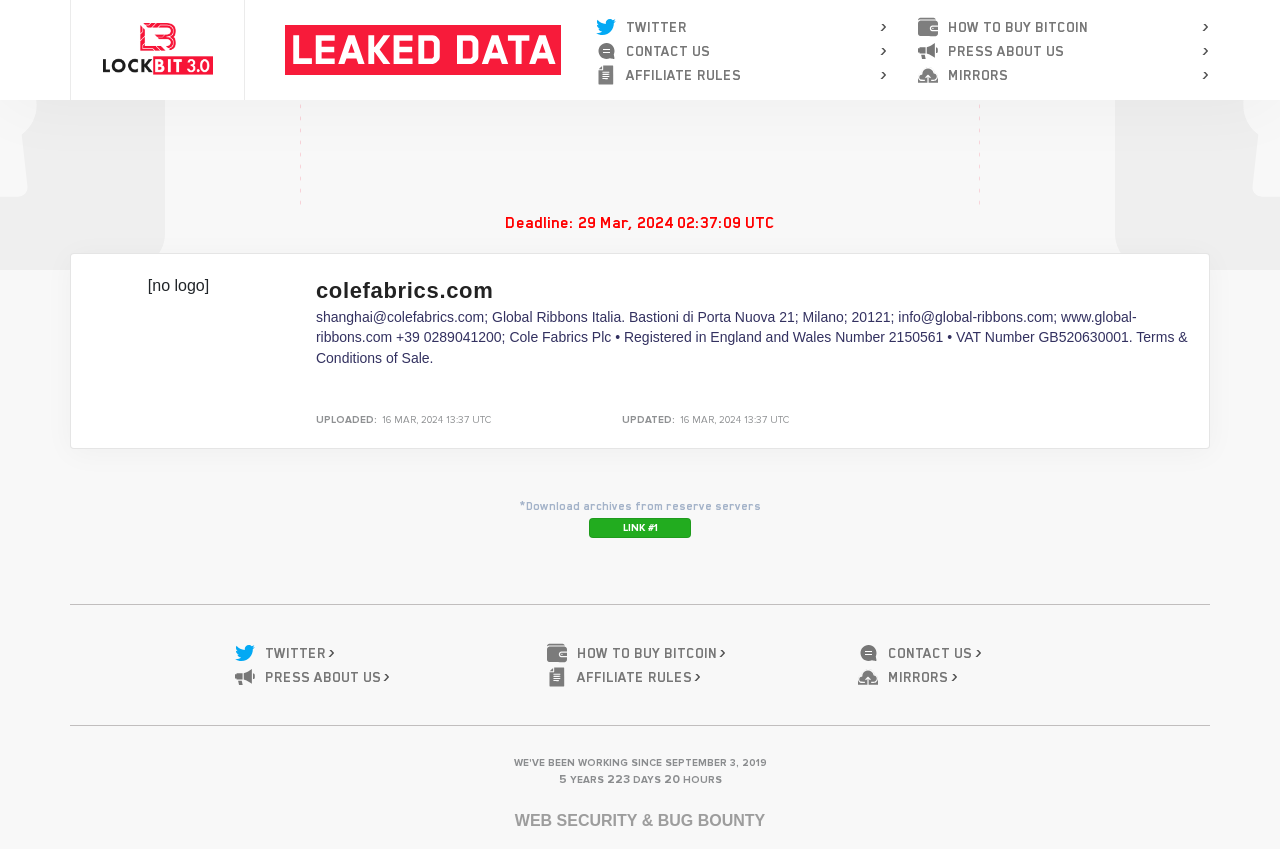 LOCKBIT 3.0
LEAKED DATA
TWITTER
CONTACT US
AFFILIATE RULES
HOW TO BUY BITCOIN
PRESS ABOUT US
MIRRORS
Deadline: 29 Mar, 2024 02:37:09 UTC
[no logo]
colefabrics.com
shanghai@colefabrics.com; Global Ribbons Italia. Bastioni di Porta Nuova 21; Milano; 20121; info@global-ribbons.com; www.global-
ribbons.com +39 0289041200; Cole Fabrics Plc • Registered in England and Wales Number 2150561 • VAT Number GB520630001. Terms &
Conditions of Sale.
UPLOADED: 16 MAR, 2024 13:37 UTC
UPDATED: 16 MAR, 2024 13:37 UTC
*Download archives from reserve servers
LINK #1
TWITTER
HOW TO BUY BITCOIN
CONTACT US
PRESS ABOUT US
AFFILIATE RULES
MIRRORS
WE'VE BEEN WORKING SINCE SEPTEMBER 3, 2019
5 YEARS 223 DAYS 20 HOURS
WEB SECURITY & BUG BOUNTY